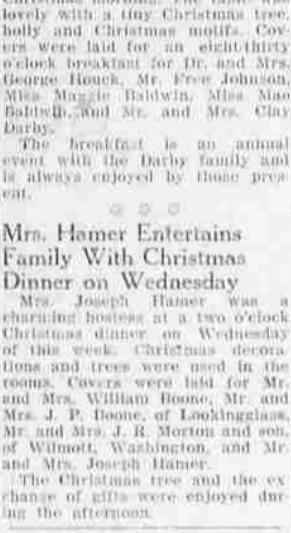 Christmas morning. The table was
lovely with a tiny Christmas tree,
holly and Christmas motifs. Cov-
ers were laid for an eight-thirty
o'clock breakfast for Dr. and Mrs.
George Houck, Mr. Free Johnson,
Miss Maggie Baldwin, Miss Mae
Baldwin, and Mr. and Mrs. Clay
Darby.
The breakfast is an annual
event with the Darby family and
is always enjoyed by those pres-
ent.
Mrs. Hamer Entertains
Family With Christmas
Dinner on Wednesday
Mrs. Joseph Hamer was a
charming hostess at a two o'clock
Christmas dinner on Wednesday
of this week. Christmas decora
tions and trees were used in the
rooms. Covers were laid for Mr.
and Mrs. William Boone, Mr. and
Mrs. J. P. Boone, of Lookingglass,
Mr. and Mrs. J. R. Morton and son,
of Wilmott, Washington, and Mr.
and Mrs. Joseph Hamer.
The Christmas tree and the ex
change of gifts were enjoyed dur-
ing the afternoon.